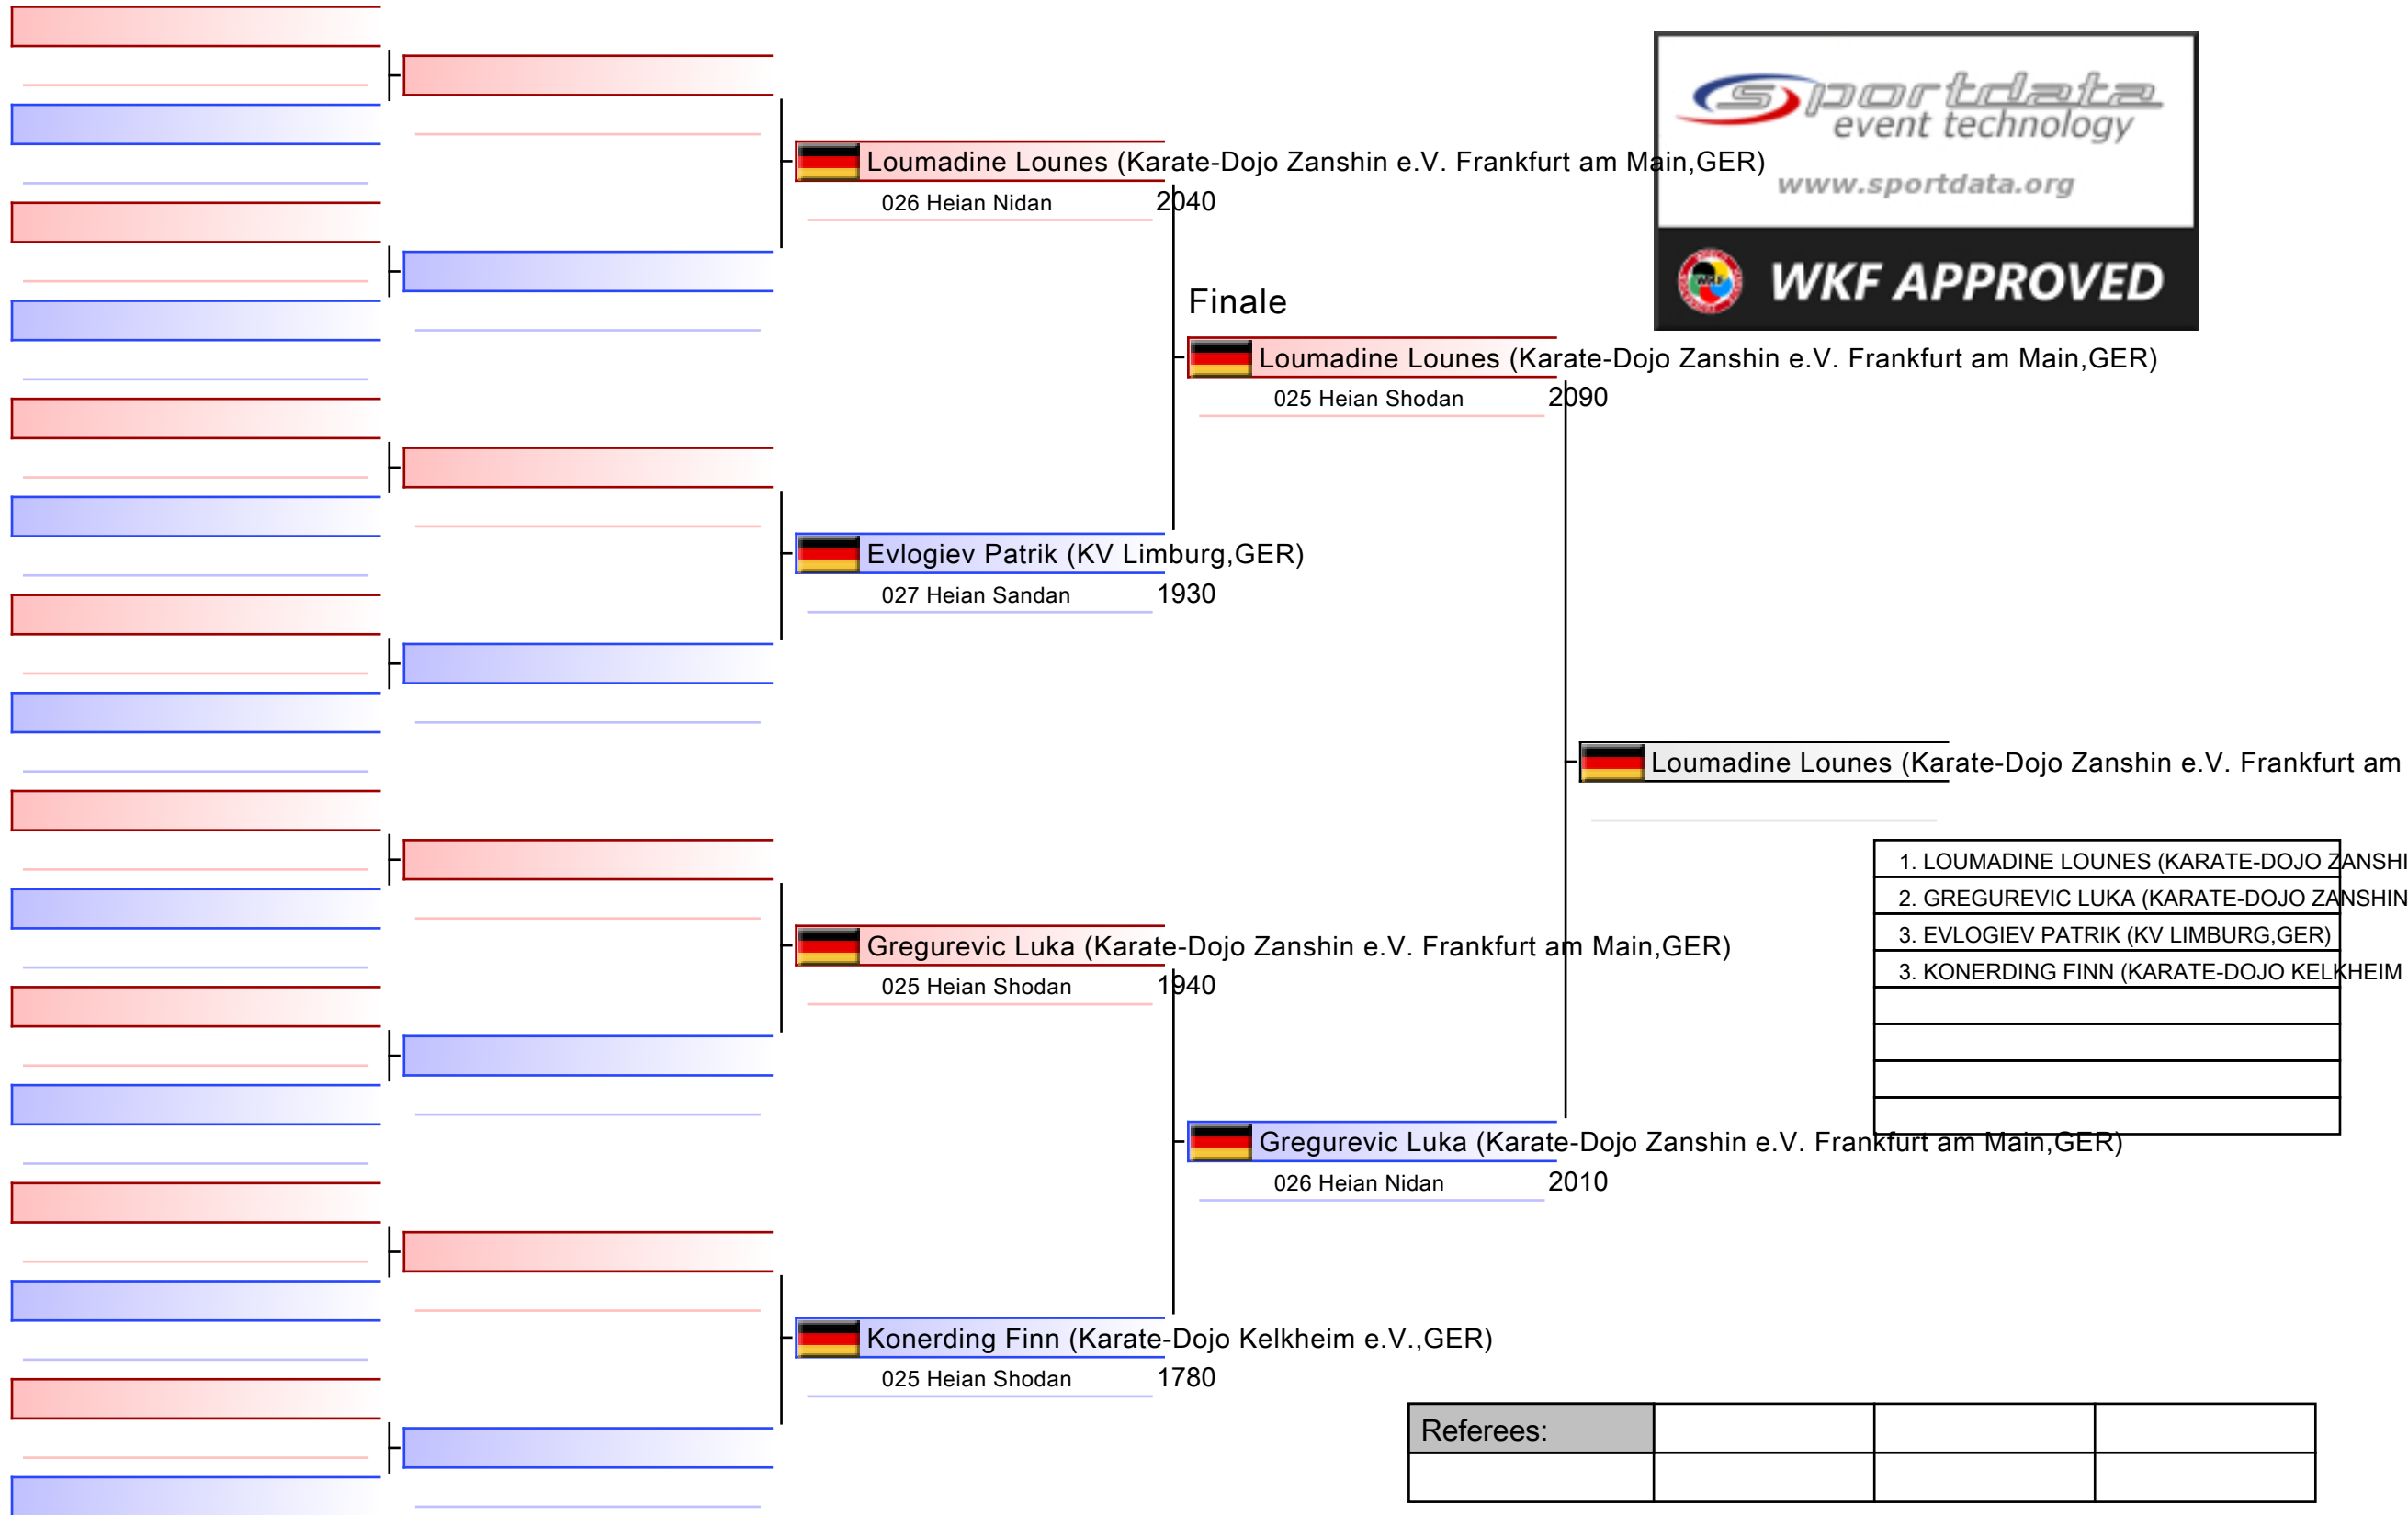 sportdata
event technology
www.sportdata.org
WKF APPROVED
Loumadine Lounes (Karate-Dojo Zanshin e.V. Frankfurt am Main,GER)
026 Heian Nidan 2040
Finale
Loumadine Lounes (Karate-Dojo Zanshin e.V. Frankfurt am Main,GER)
025 Heian Shodan 2090
Evlogiev Patrik (KV Limburg,GER)
027 Heian Sandan 1930
Loumadine Lounes (Karate-Dojo Zanshin e.V. Frankfurt am
1. LOUMADINE LOUNES (KARATE-DOJO ZANSHI
2. GREGUREVIC LUKA (KARATE-DOJO ZANSHIN
3. EVLOGIEV PATRIK (KV LIMBURG,GER)
3. KONERDING FINN (KARATE-DOJO KELKHEIM
Gregurevic Luka (Karate-Dojo Zanshin e.V. Frankfurt am Main,GER)
025 Heian Shodan 1940
Gregurevic Luka (Karate-Dojo Zanshin e.V. Frankfurt am Main,GER)
026 Heian Nidan 2010
Konerding Finn (Karate-Dojo Kelkheim e.V.,GER)
025 Heian Shodan 1780
Referees: